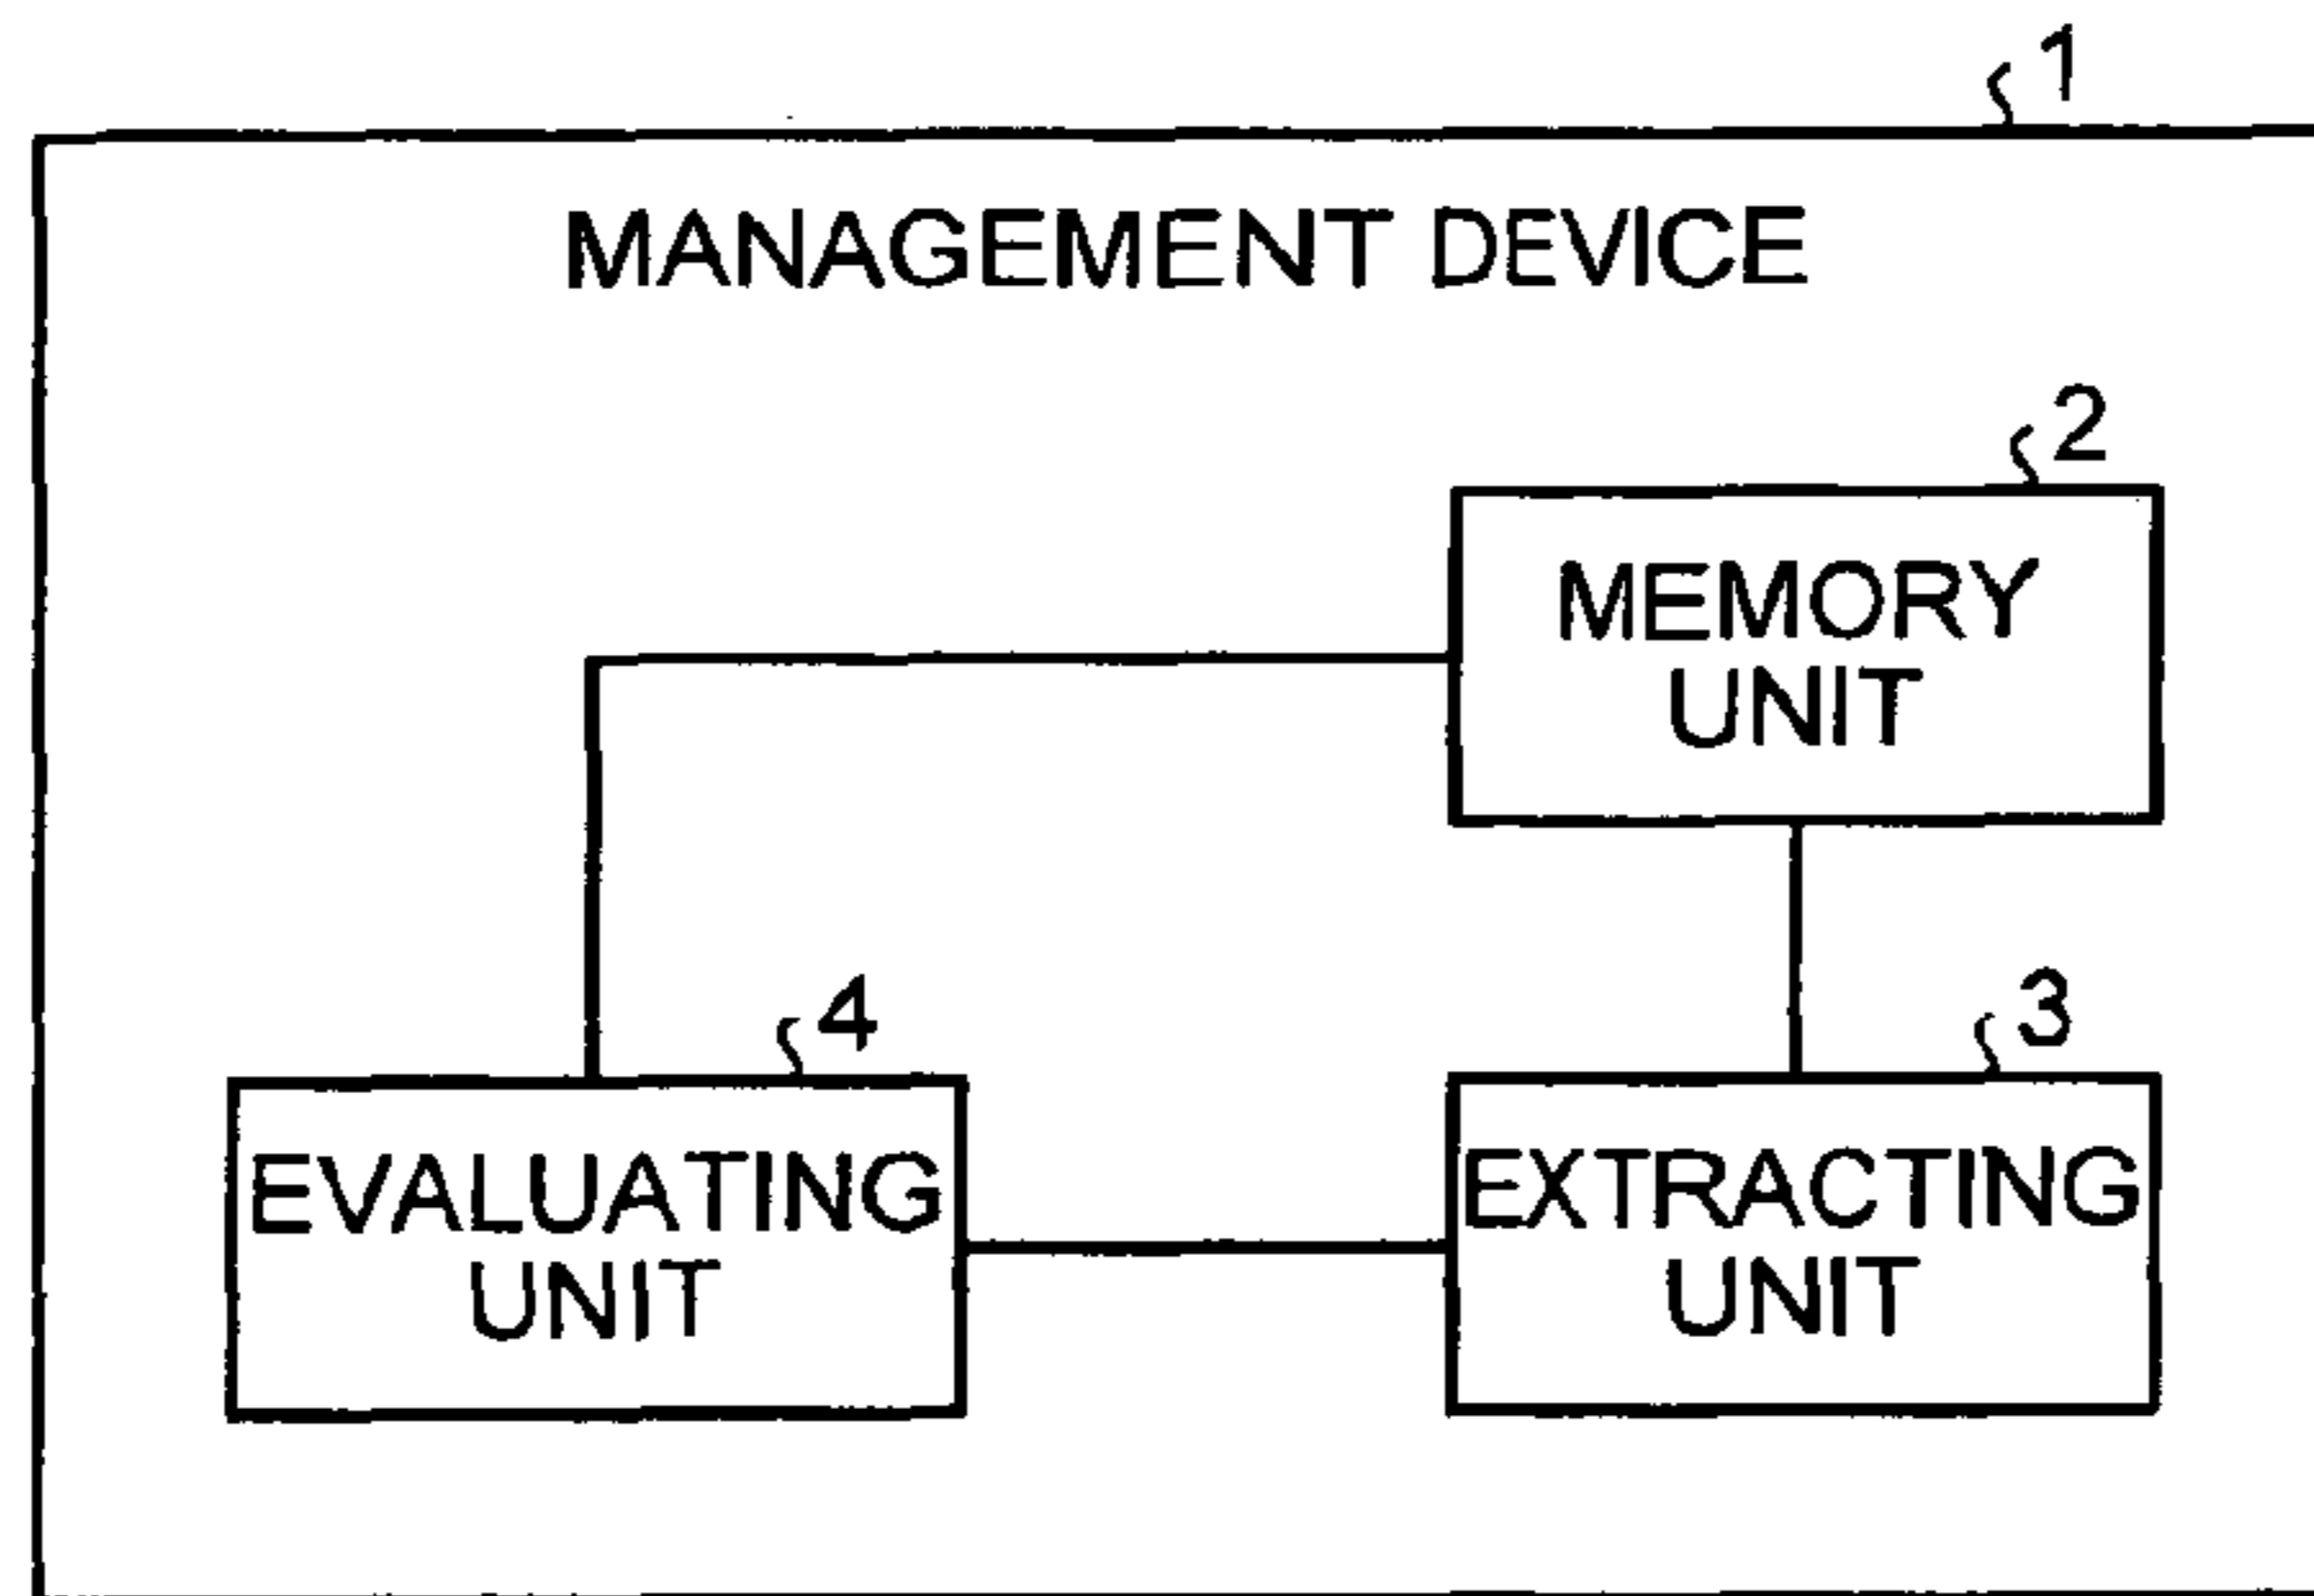 1
MANAGEMENT DEVICE
2
MEMORY
UNIT
4
EVALUATING
UNIT
3
EXTRACTING
UNIT